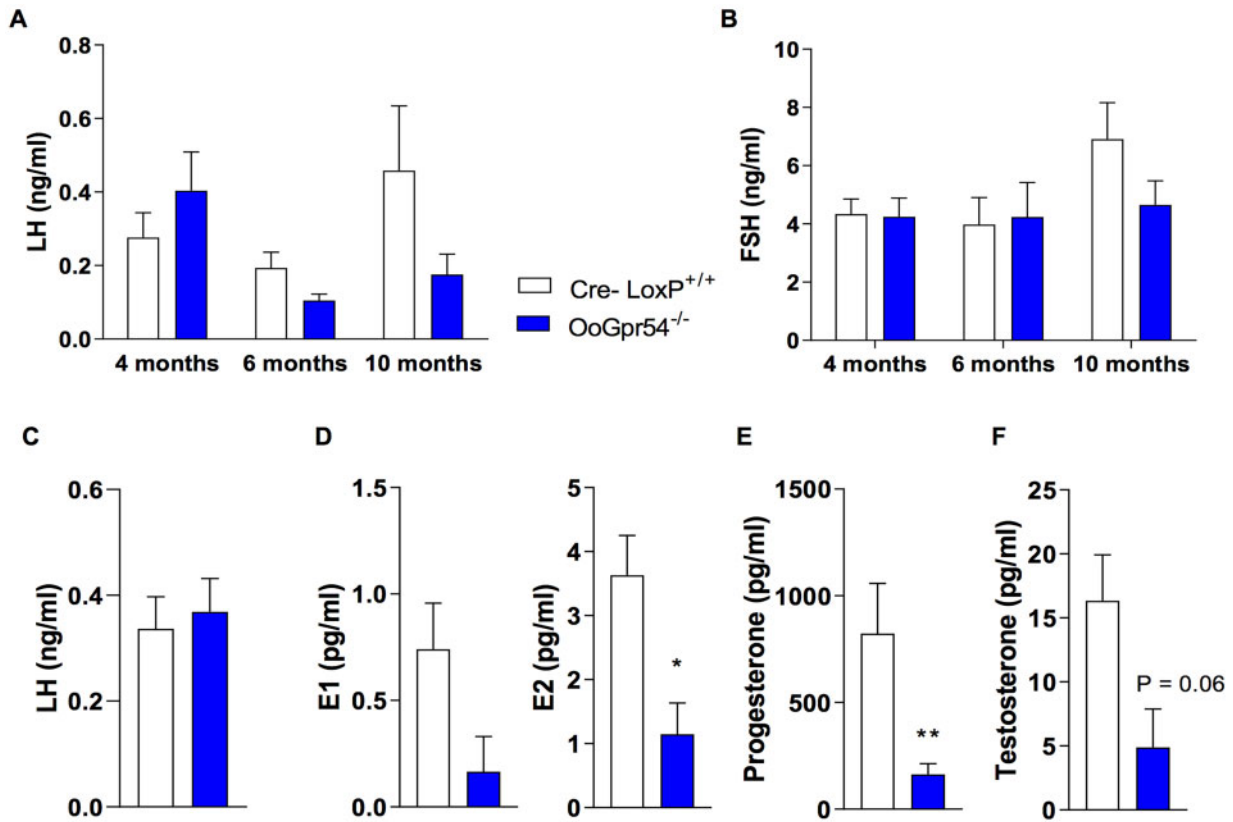 A
LH (ng/ml)
0.8
0.6
0.4
0.2
0.0
4 months 6 months 10 months
Cre- LoxP+/+
OoGpr54-/-
B
FSH (ng/ml)
10
8
6
4
2
0
4 months 6 months 10 months
C
LH (ng/ml)
0.6
0.4
0.2
0.0
D
E1 (pg/ml)
1.5
1.0
0.5
0.0
E2 (pg/ml)
5
4
3
2
1
0
*
E
Progesterone (pg/ml)
1500
1000
500
0
**
F
Testosterone (pg/ml)
25
20
15
10
5
0
P = 0.06